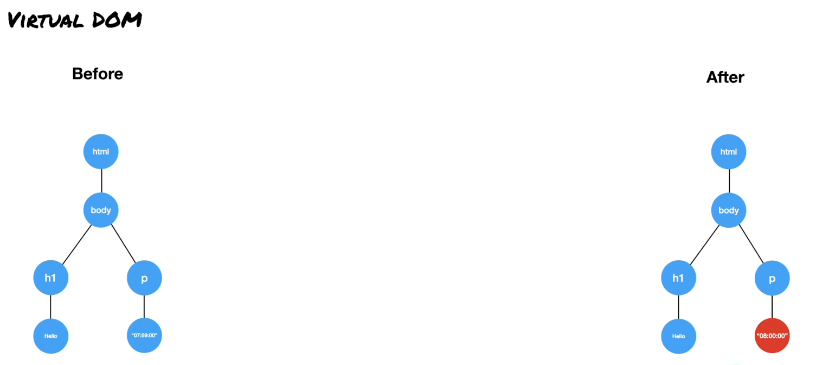 VIRTUAL DOM
Before
After
html
html
body
body
h1
p
h1
p
Hello
"07:59:00"
Hello
"08:00:00"